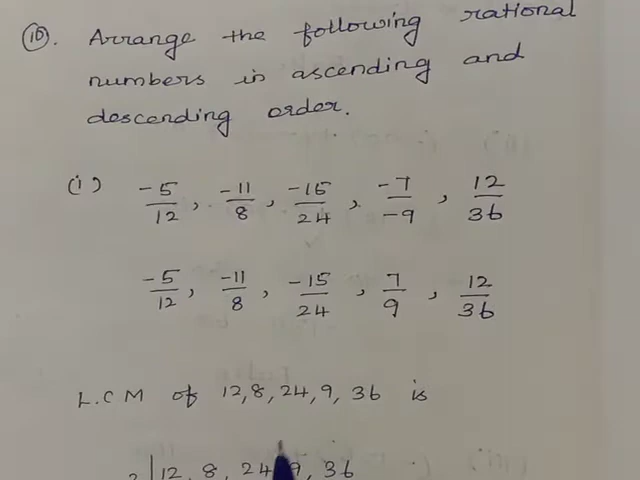 (10). Arrange the following rational
numbers in ascending and
descending order.
(i) -5/12, -11/8, -15/24, -7/-9, 12/36
-5/12, -11/8, -15/24, 7/9, 12/36
L.C.M of 12,8,24,9,36 is
2|12, 8, 24, 9, 36